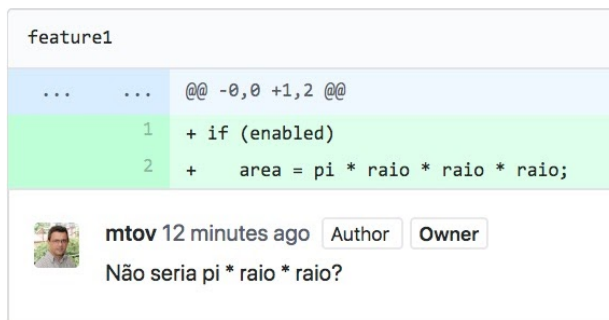 feature1
... ... @@ -0,0 +1,2 @@
1 + if (enabled)
2 +    area = pi * raio * raio * raio;
mtov 12 minutes ago Author Owner
Não seria pi * raio * raio?